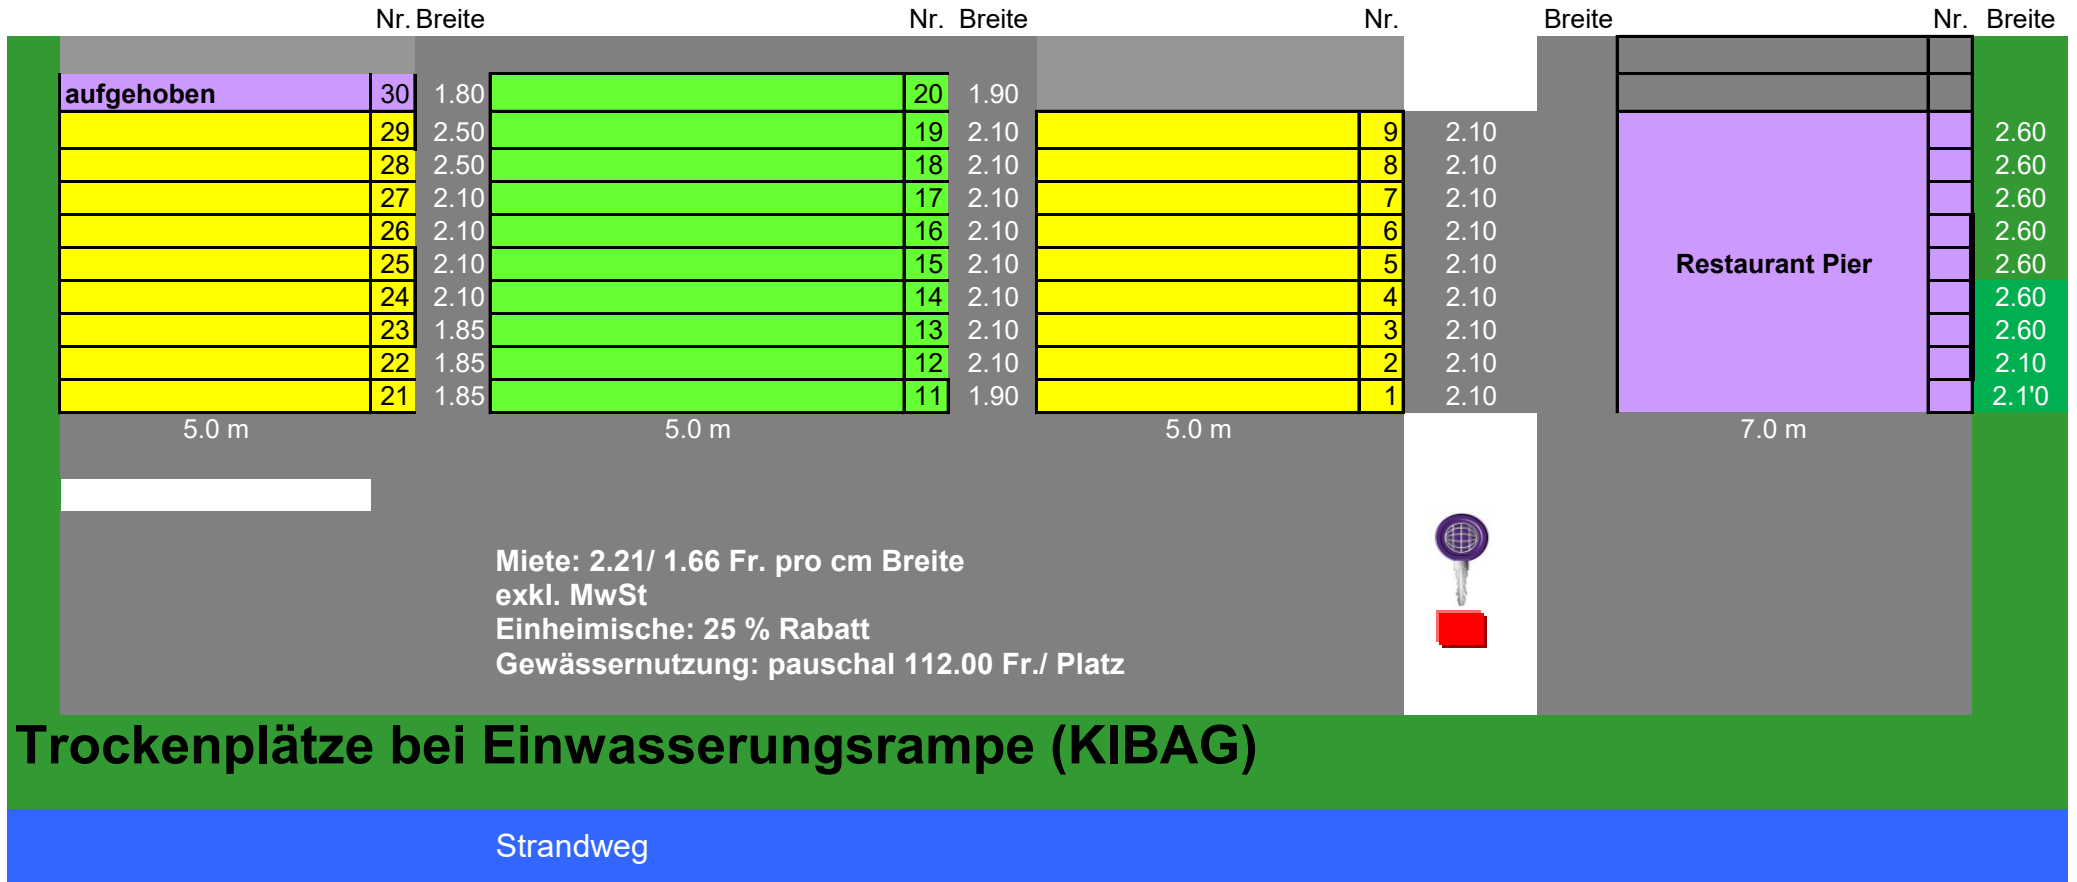 Nr. Breite Nr. Breite Nr. Breite Nr. Breite
aufgehoben 30 1.80 20 1.90
29 2.50 19 2.10 9 2.10 2.60
28 2.50 18 2.10 8 2.10 2.60
27 2.10 17 2.10 7 2.10 2.60
26 2.10 16 2.10 6 2.10 2.60
25 2.10 15 2.10 5 2.10 Restaurant Pier 2.60
24 2.10 14 2.10 4 2.10 2.60
23 1.85 13 2.10 3 2.10 2.60
22 1.85 12 2.10 2 2.10 2.10
21 1.85 11 1.90 1 2.10 2.1'0
5.0 m 5.0 m 5.0 m 7.0 m
Miete: 2.21/ 1.66 Fr. pro cm Breite
exkl. MwSt
Einheimische: 25 % Rabatt
Gewässernutzung: pauschal 112.00 Fr./ Platz
Trockenplätze bei Einwasserungsrampe (KIBAG)
Strandweg